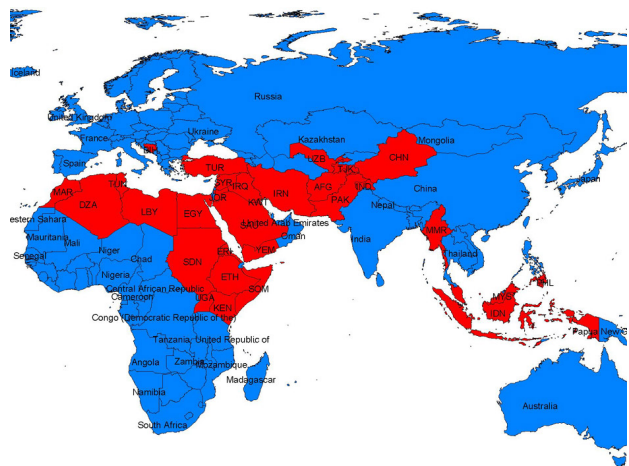 Iceland
Russia
United Kingdom
Ukraine
France
Kazakhstan
Mongolia
BIH
UZB
CHN
Spain
TUR
TJK
Japan
SYR
IRQ
IRN
AFG
IND
China
MAR
TUN
JOR
KWT
PAK
DZA
LBY
EGY
Nepal
SAU
United Arab Emirates
Oman
India
Mauritania
Mali
Niger
Chad
SDN
ERI
YEM
MMR
Thailand
Senegal
Nigeria
ETH
Central African Republic
SOM
PHL
Cameroon
UGA
KEN
MYS
IDN
Congo (Democratic Republic of the)
Papua New G
Tanzania, United Republic of
Angola
Zambia
Mozambique
Madagascar
Namibia
Australia
South Africa